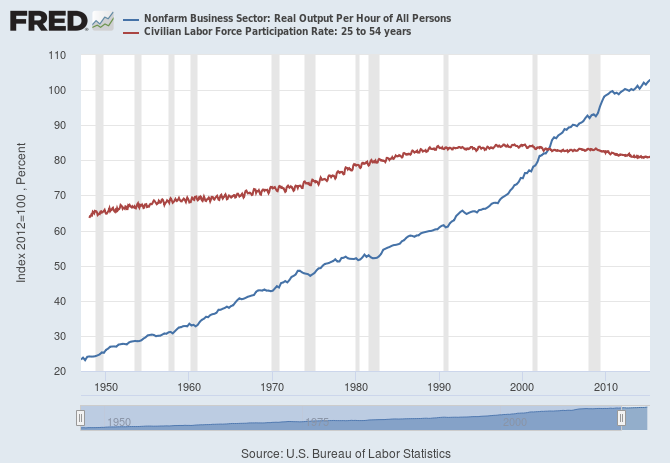 FRED
Nonfarm Business Sector: Real Output Per Hour of All Persons
Civilian Labor Force Participation Rate: 25 to 54 years
110
100
90
80
70
60
50
40
30
20
Index 2012=100 , Percent
1950 1960 1970 1980 1990 2000 2010
1950 1975 2000
Source: U.S. Bureau of Labor Statistics